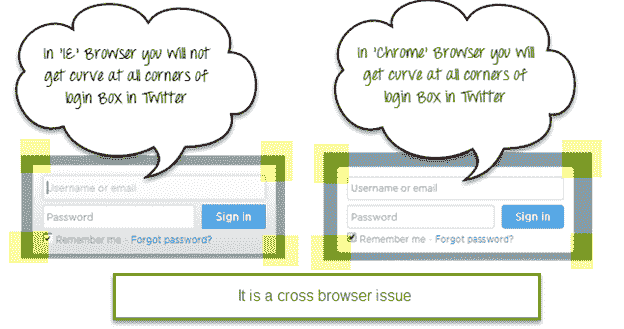 In 'IE' Browser you will not
get curve at all corners of
login Box in Twitter
In 'Chrome' Browser you will
get curve at all corners of
login Box in Twitter
Username or email
Password
Sign in
Remember me - Forgot password?
Username or email
Password
Sign in
Remember me - Forgot password?
It is a cross browser issue